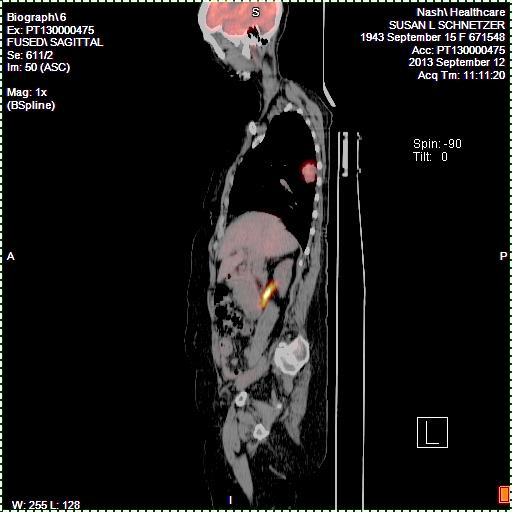 Biograph\6
Ex: PT130000475
FUSED\ SAGITTAL
Se: 611/2
Im: 50 (ASC)
Mag: 1x
(BSpline)
S
Nash\ Healthcare
SUSAN L SCHNETZER
1943 September 15 F 671548
Acc: PT130000475
2013 September 12
Acq Tm: 11:11:20
Spin: -90
Tilt: 0
A
P
L
W: 255 L: 128
I